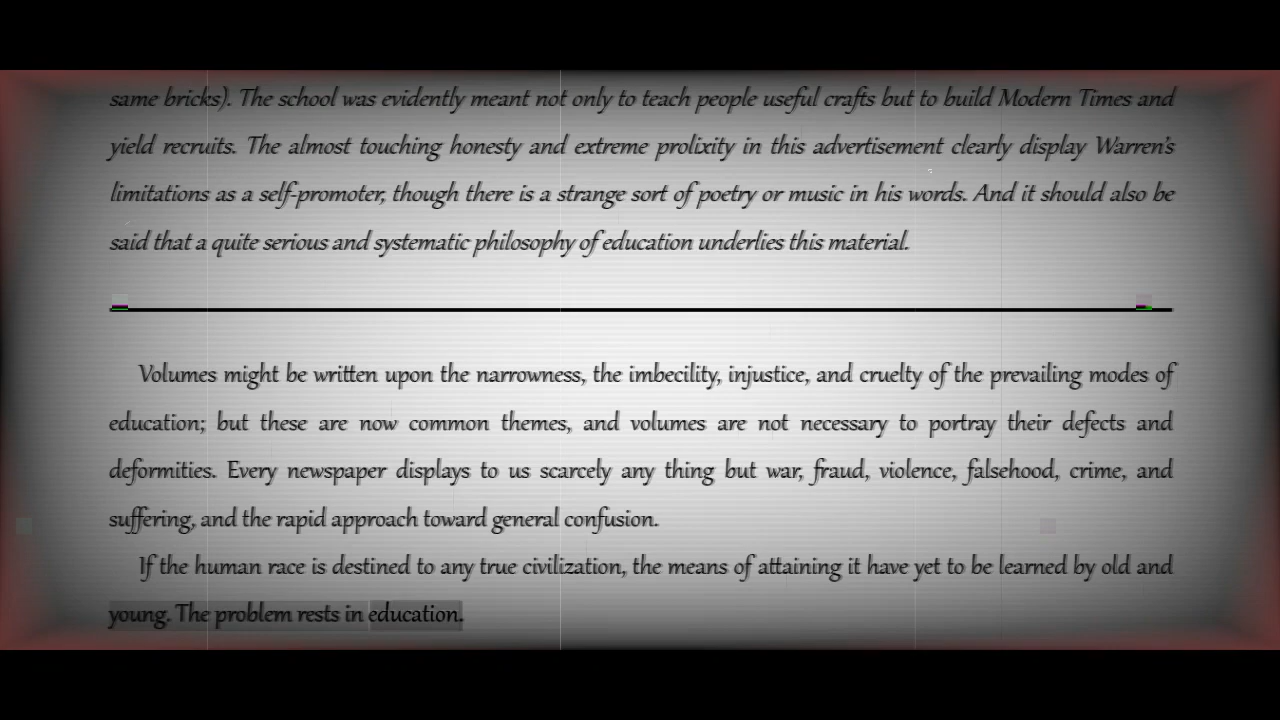 same bricks). The school was evidently meant not only to teach people useful crafts but to build Modern Times and
yield recruits. The almost touching honesty and extreme prolixity in this advertisement clearly display Warren's
limitations as a self-promoter, though there is a strange sort of poetry or music in his words. And it should also be
said that a quite serious and systematic philosophy of education underlies this material.
Volumes might be written upon the narrowness, the imbecility, injustice, and cruelty of the prevailing modes of
education; but these are now common themes, and volumes are not necessary to portray their defects and
deformities. Every newspaper displays to us scarcely any thing but war, fraud, violence, falsehood, crime, and
suffering, and the rapid approach toward general confusion.
If the human race is destined to any true civilization, the means of attaining it have yet to be learned by old and
young. The problem rests in education.